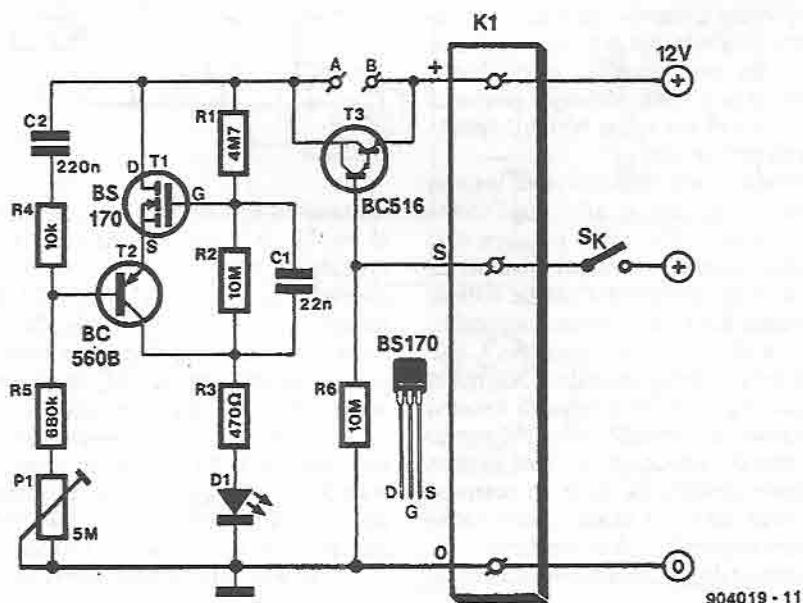 K1
12V
A
B
+
+
C2
220n
D
T1
BS
170
G
S
R1
4M7
T3
BC516
R4
10k
T2
BC
560B
R2
10M
C1
22n
S
SK
+
BS170
R5
680k
R3
470Ω
R6
10M
D
G
S
P1
5M
D1
0
0
904019 - 11